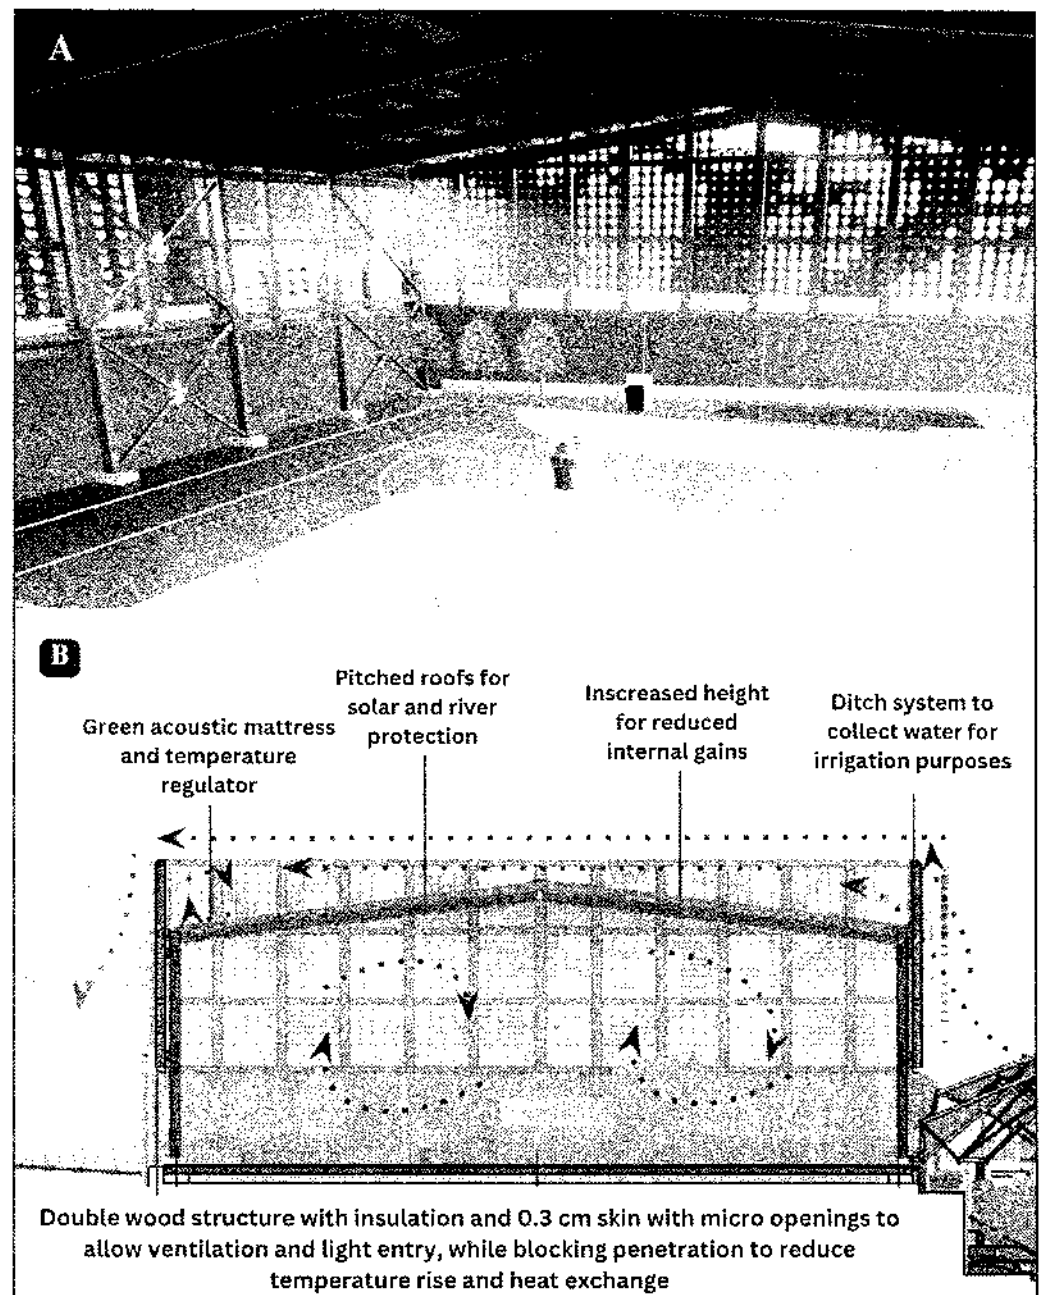 A
B
Pitched roofs for
solar and river
protection
Green acoustic mattress
and temperature
regulator
Inscreased height
for reduced
internal gains
Ditch system to
collect water for
irrigation purposes
Double wood structure with insulation and 0.3 cm skin with micro openings to
allow ventilation and light entry, while blocking penetration to reduce
temperature rise and heat exchange